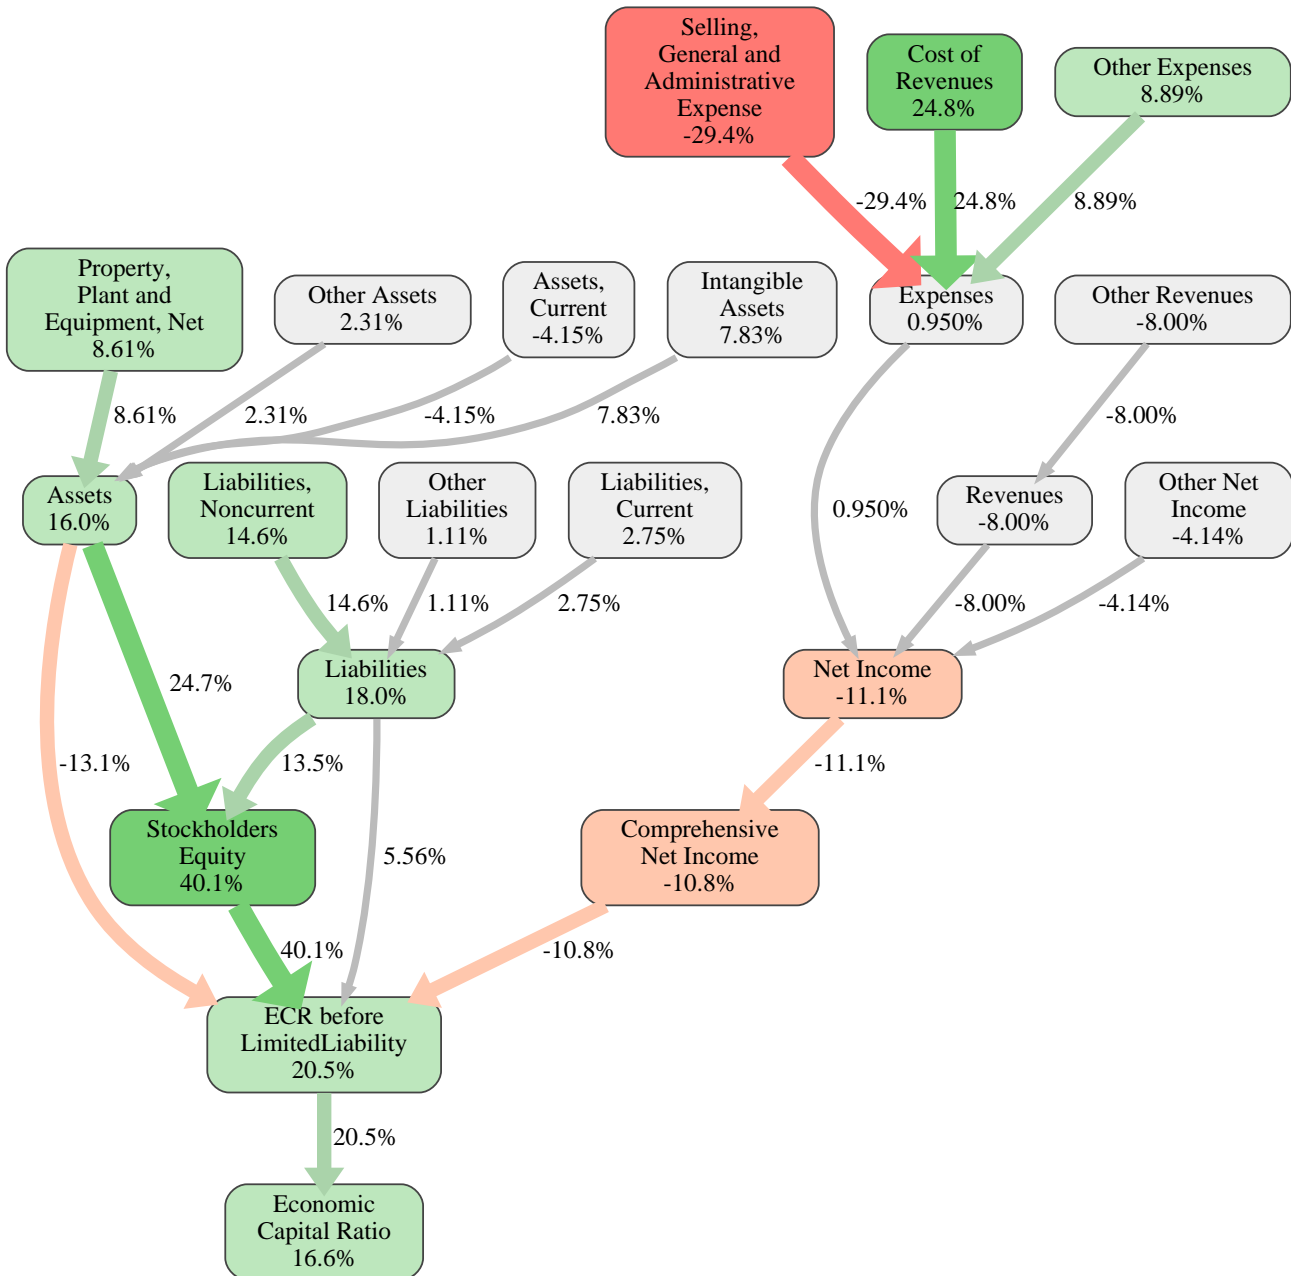 Selling,
General and
Administrative
Expense
-29.4%
Cost of
Revenues
24.8%
Other Expenses
8.89%
-29.4%
24.8%
8.89%
Property,
Plant and
Equipment, Net
8.61%
Other Assets
2.31%
Assets,
Current
-4.15%
Intangible
Assets
7.83%
Expenses
0.950%
Other Revenues
-8.00%
8.61%
2.31%
-4.15%
7.83%
-8.00%
Assets
16.0%
Liabilities,
Noncurrent
14.6%
Other
Liabilities
1.11%
Liabilities,
Current
2.75%
0.950%
Revenues
-8.00%
Other Net
Income
-4.14%
14.6%
1.11%
2.75%
-8.00%
-4.14%
24.7%
Liabilities
18.0%
Net Income
-11.1%
-13.1%
13.5%
-11.1%
Stockholders
Equity
40.1%
5.56%
Comprehensive
Net Income
-10.8%
40.1%
-10.8%
ECR before
LimitedLiability
20.5%
20.5%
Economic
Capital Ratio
16.6%